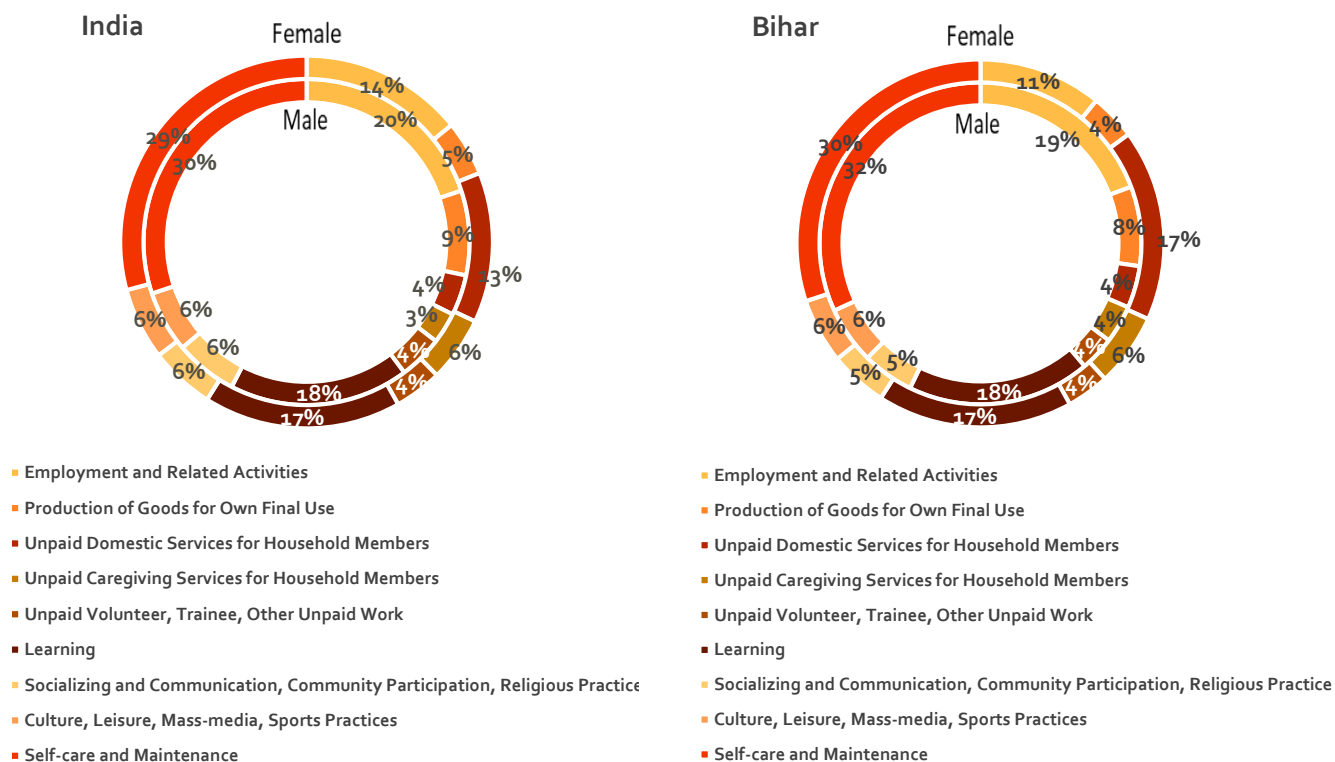 India
Female
Male
14%
20%
5%
9%
13%
4%
3%
6%
4%
4%
18%
17%
6%
6%
6%
6%
29%
30%
Employment and Related Activities
Production of Goods for Own Final Use
Unpaid Domestic Services for Household Members
Unpaid Caregiving Services for Household Members
Unpaid Volunteer, Trainee, Other Unpaid Work
Learning
Socializing and Communication, Community Participation, Religious Practice
Culture, Leisure, Mass-media, Sports Practices
Self-care and Maintenance
Bihar
Female
Male
11%
19%
4%
8%
17%
4%
4%
6%
4%
4%
18%
17%
5%
5%
6%
6%
30%
32%
Employment and Related Activities
Production of Goods for Own Final Use
Unpaid Domestic Services for Household Members
Unpaid Caregiving Services for Household Members
Unpaid Volunteer, Trainee, Other Unpaid Work
Learning
Socializing and Communication, Community Participation, Religious Practice
Culture, Leisure, Mass-media, Sports Practices
Self-care and Maintenance